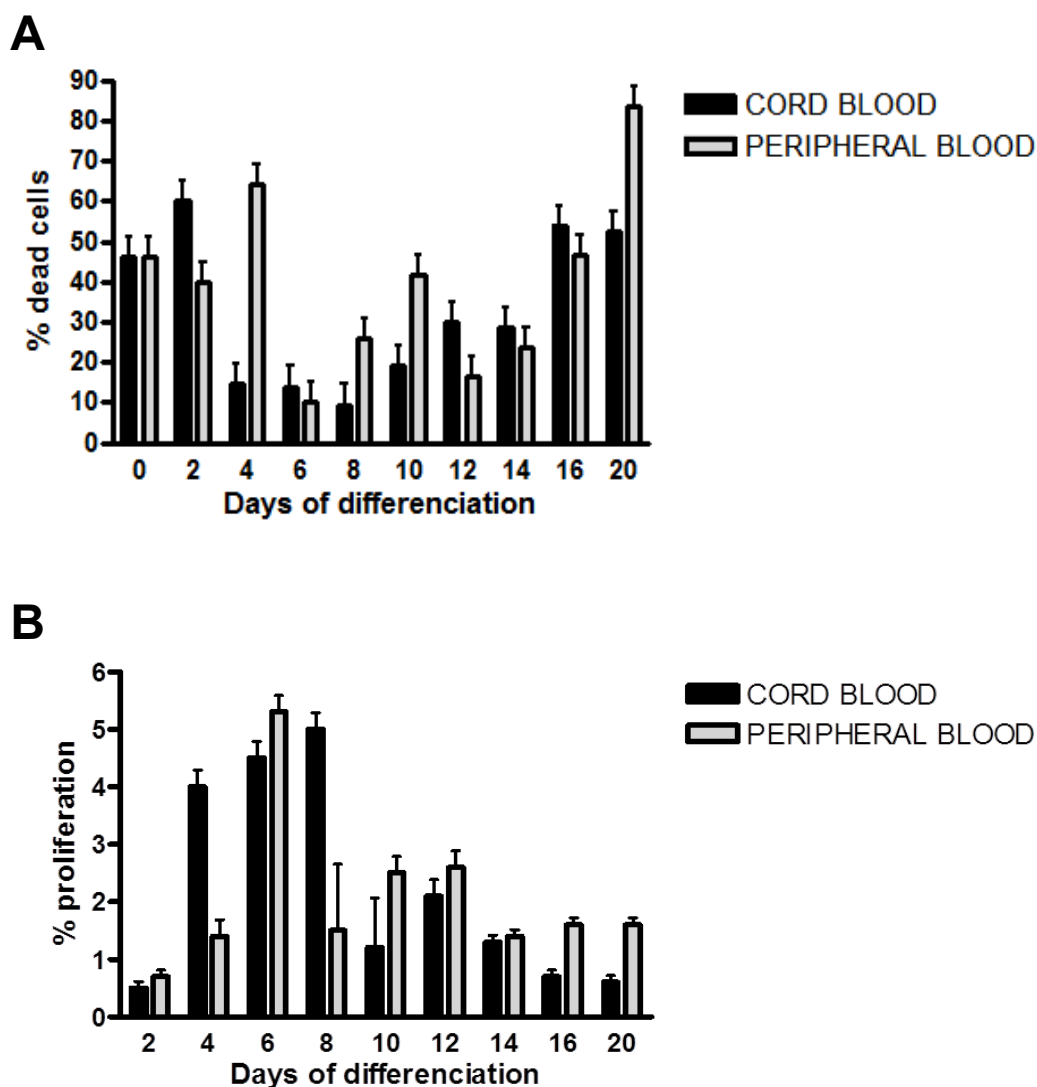 A
90
80
70
60
50
40
30
20
10
0
% dead cells
0 2 4 6 8 10 12 14 16 20
Days of differenciation
CORD BLOOD
PERIPHERAL BLOOD
B
6
5
4
3
2
1
0
% proliferation
2 4 6 8 10 12 14 16 20
Days of differenciation
CORD BLOOD
PERIPHERAL BLOOD